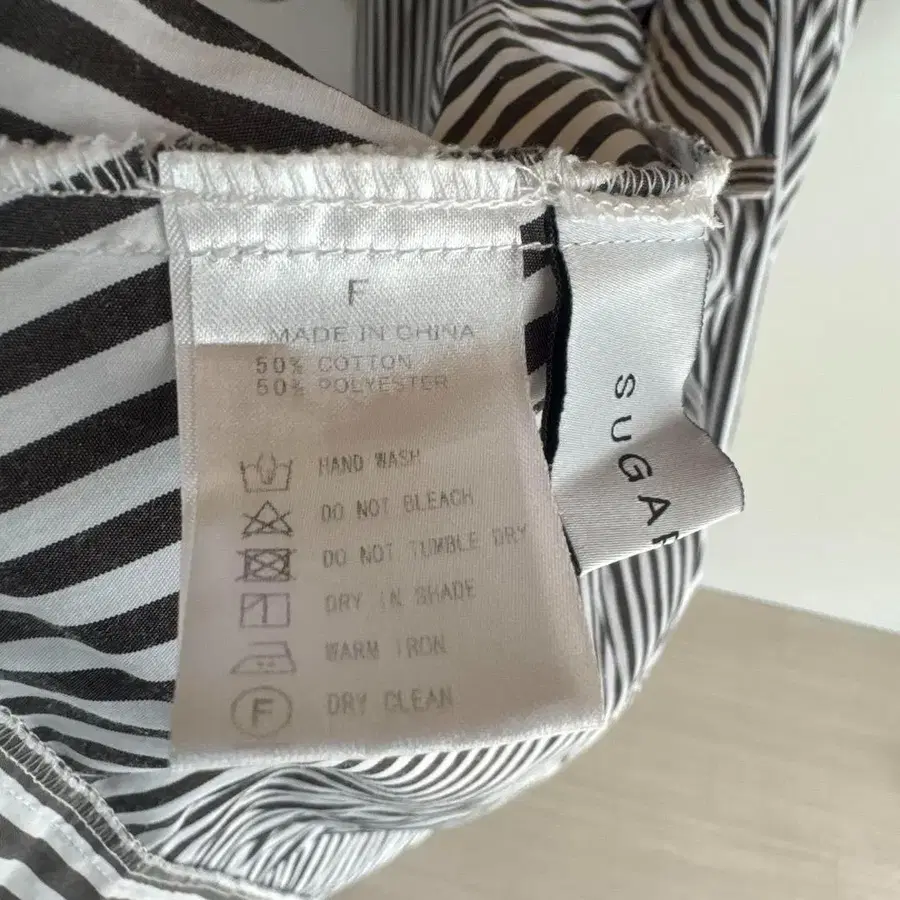 F
MADE IN CHINA
50% COTTON
50% POLYESTER
HAND WASH
DO NOT BLEACH
DO NOT TUMBLE DRY
DRY IN SHADE
WARM IRON
F DRY CLEAN
SUGAR